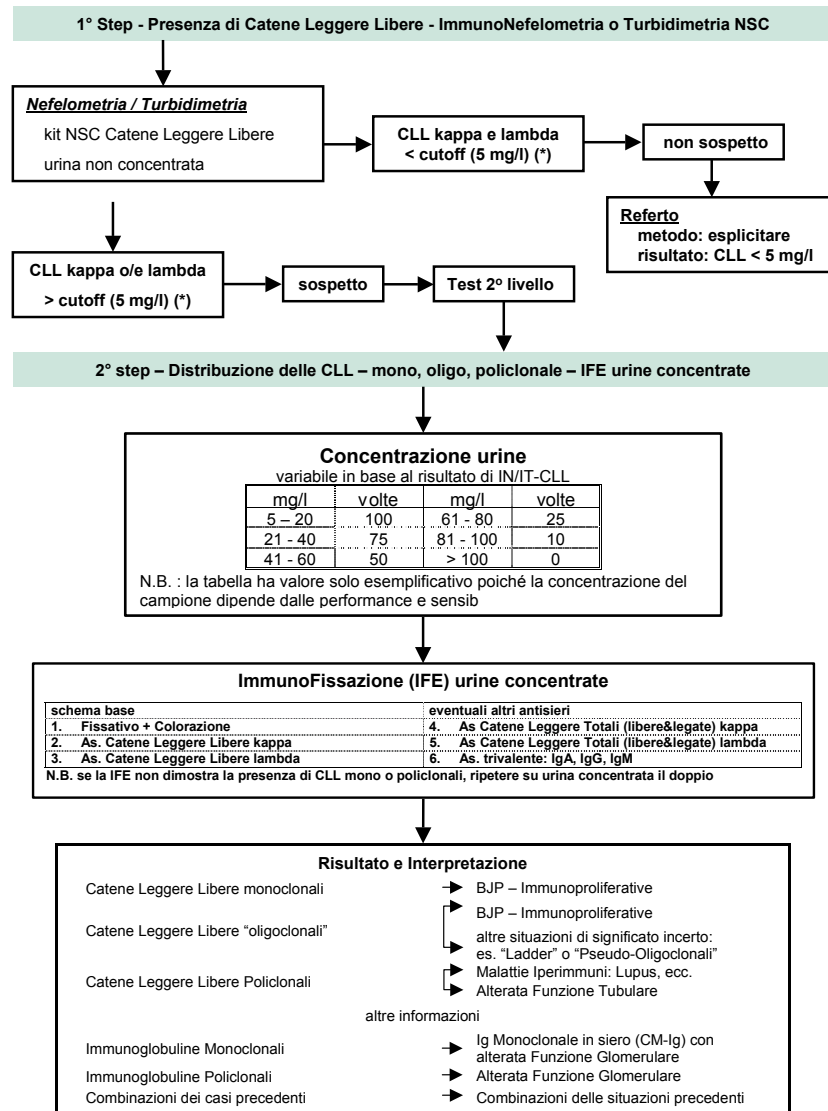 1° Step - Presenza di Catene Leggere Libere - ImmunoNefelometria o Turbidimetria NSC
Nefelometria / Turbidimetria
kit NSC Catene Leggere Libere
urina non concentrata
CLL kappa e lambda
< cutoff (5 mg/l) (*)
non sospetto
Referto
metodo: esplicitare
risultato: CLL < 5 mg/l
CLL kappa o/e lambda
> cutoff (5 mg/l) (*)
sospetto
Test 2º livello
2° step – Distribuzione delle CLL – mono, oligo, policlonale – IFE urine concentrate
Concentrazione urine
variabile in base al risultato di IN/IT-CLL
mg/l volte mg/l volte
5 – 20 100 61 - 80 25
21 - 40 75 81 - 100 10
41 - 60 50 > 100 0
N.B. : la tabella ha valore solo esemplificativo poiché la concentrazione del
campione dipende dalle performance e sensib
ImmunoFissazione (IFE) urine concentrate
schema base eventuali altri antisieri
1. Fissativo + Colorazione 4. As Catene Leggere Totali (libere&legate) kappa
2. As. Catene Leggere Libere kappa 5. As Catene Leggere Totali (libere&legate) lambda
3. As. Catene Leggere Libere lambda 6. As. trivalente: IgA, IgG, IgM
N.B. se la IFE non dimostra la presenza di CLL mono o policlonali, ripetere su urina concentrata il doppio
Risultato e Interpretazione
Catene Leggere Libere monoclonali BJP – Immunoproliferative
BJP – Immunoproliferative
Catene Leggere Libere “oligoclonali”
altre situazioni di significato incerto:
es. “Ladder” o “Pseudo-Oligoclonali”
Malattie Iperimmuni: Lupus, ecc.
Catene Leggere Libere Policlonali
Alterata Funzione Tubulare
altre informazioni
Immunoglobuline Monoclonali Ig Monoclonale in siero (CM-Ig) con
alterata Funzione Glomerulare
Immunoglobuline Policlonali Alterata Funzione Glomerulare
Combinazioni dei casi precedenti Combinazioni delle situazioni precedenti